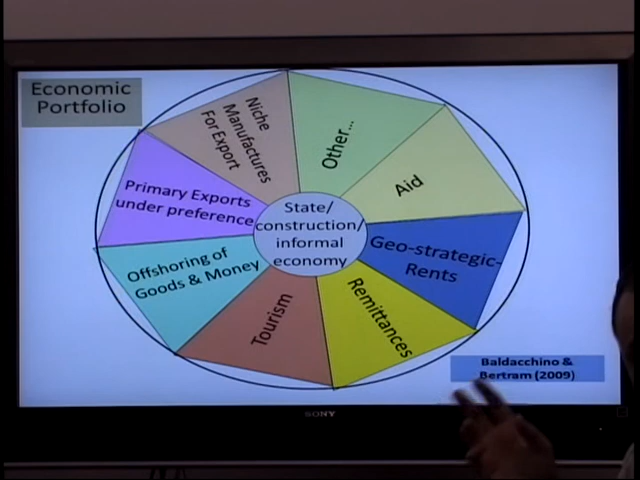 Economic
Portfolio
Niche
Manufactures
For Export
Other...
Aid
Primary Exports
under preference
State/
construction/
informal
economy
Geo-strategic-
Rents
Offshoring of
Goods & Money
Tourism
Remittances
Baldacchino &
Bertram (2009)
SONY